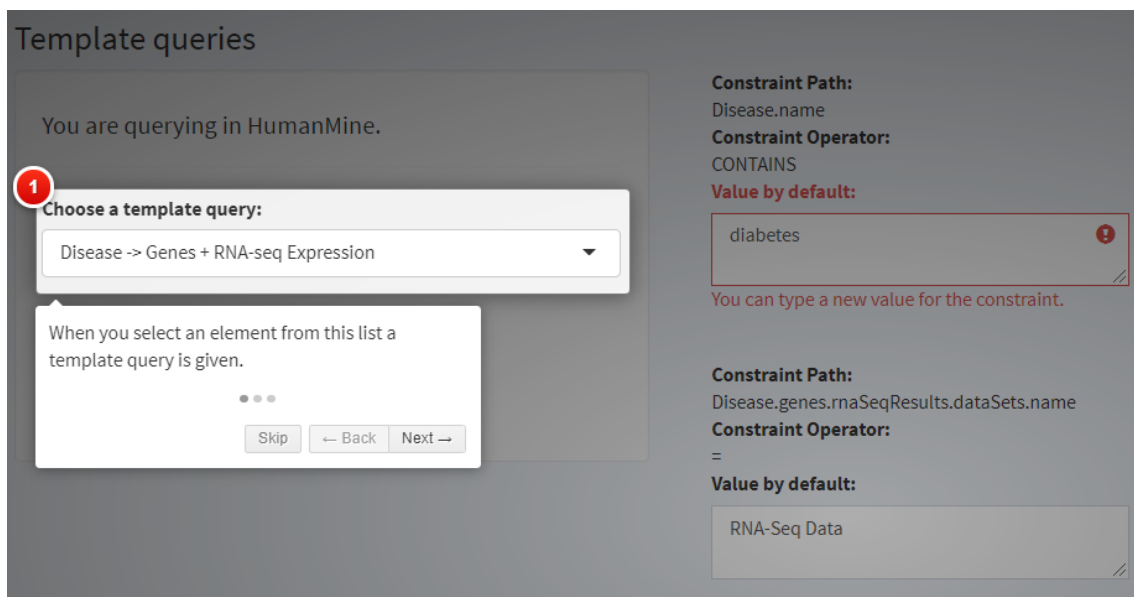 Template queries
You are querying in HumanMine.
1
Choose a template query:
Disease -> Genes + RNA-seq Expression
When you select an element from this list a
template query is given.
Skip
← Back
Next →
Constraint Path:
Disease.name
Constraint Operator:
CONTAINS
Value by default:
diabetes
You can type a new value for the constraint.
Constraint Path:
Disease.genes.rnaSeqResults.dataSets.name
Constraint Operator:
=
Value by default:
RNA-Seq Data